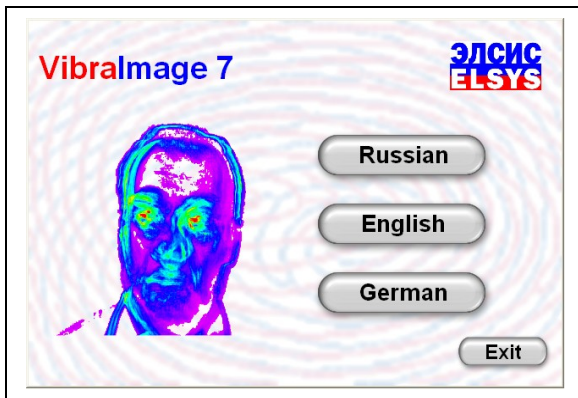 VibraImage 7
ЭЛСИС
ELSYS
Russian
English
German
Exit